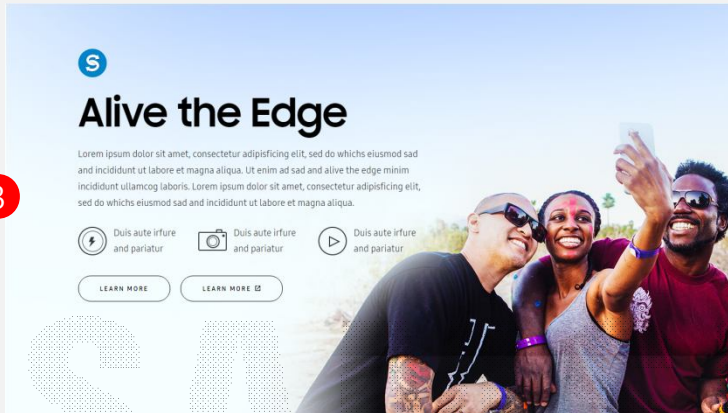 S
Alive the Edge
Lorem ipsum dolor sit amet, consectetur adipisficing elit, sed do whichs eiusmod sad
and incididunt ut labore et magna aliqua. Ut enim ad sad and alive the edge minim
incididunt ullamcog laboris. Lorem ipsum dolor sit amet, consectetur adipisficing elit,
sed do whichs eiusmod sad and incididunt ut labore et magna aliqua.
3
Duis aute irfure
and pariatur
Duis aute irfure
and pariatur
Duis aute irfure
and pariatur
LEARN MORE
LEARN MORE